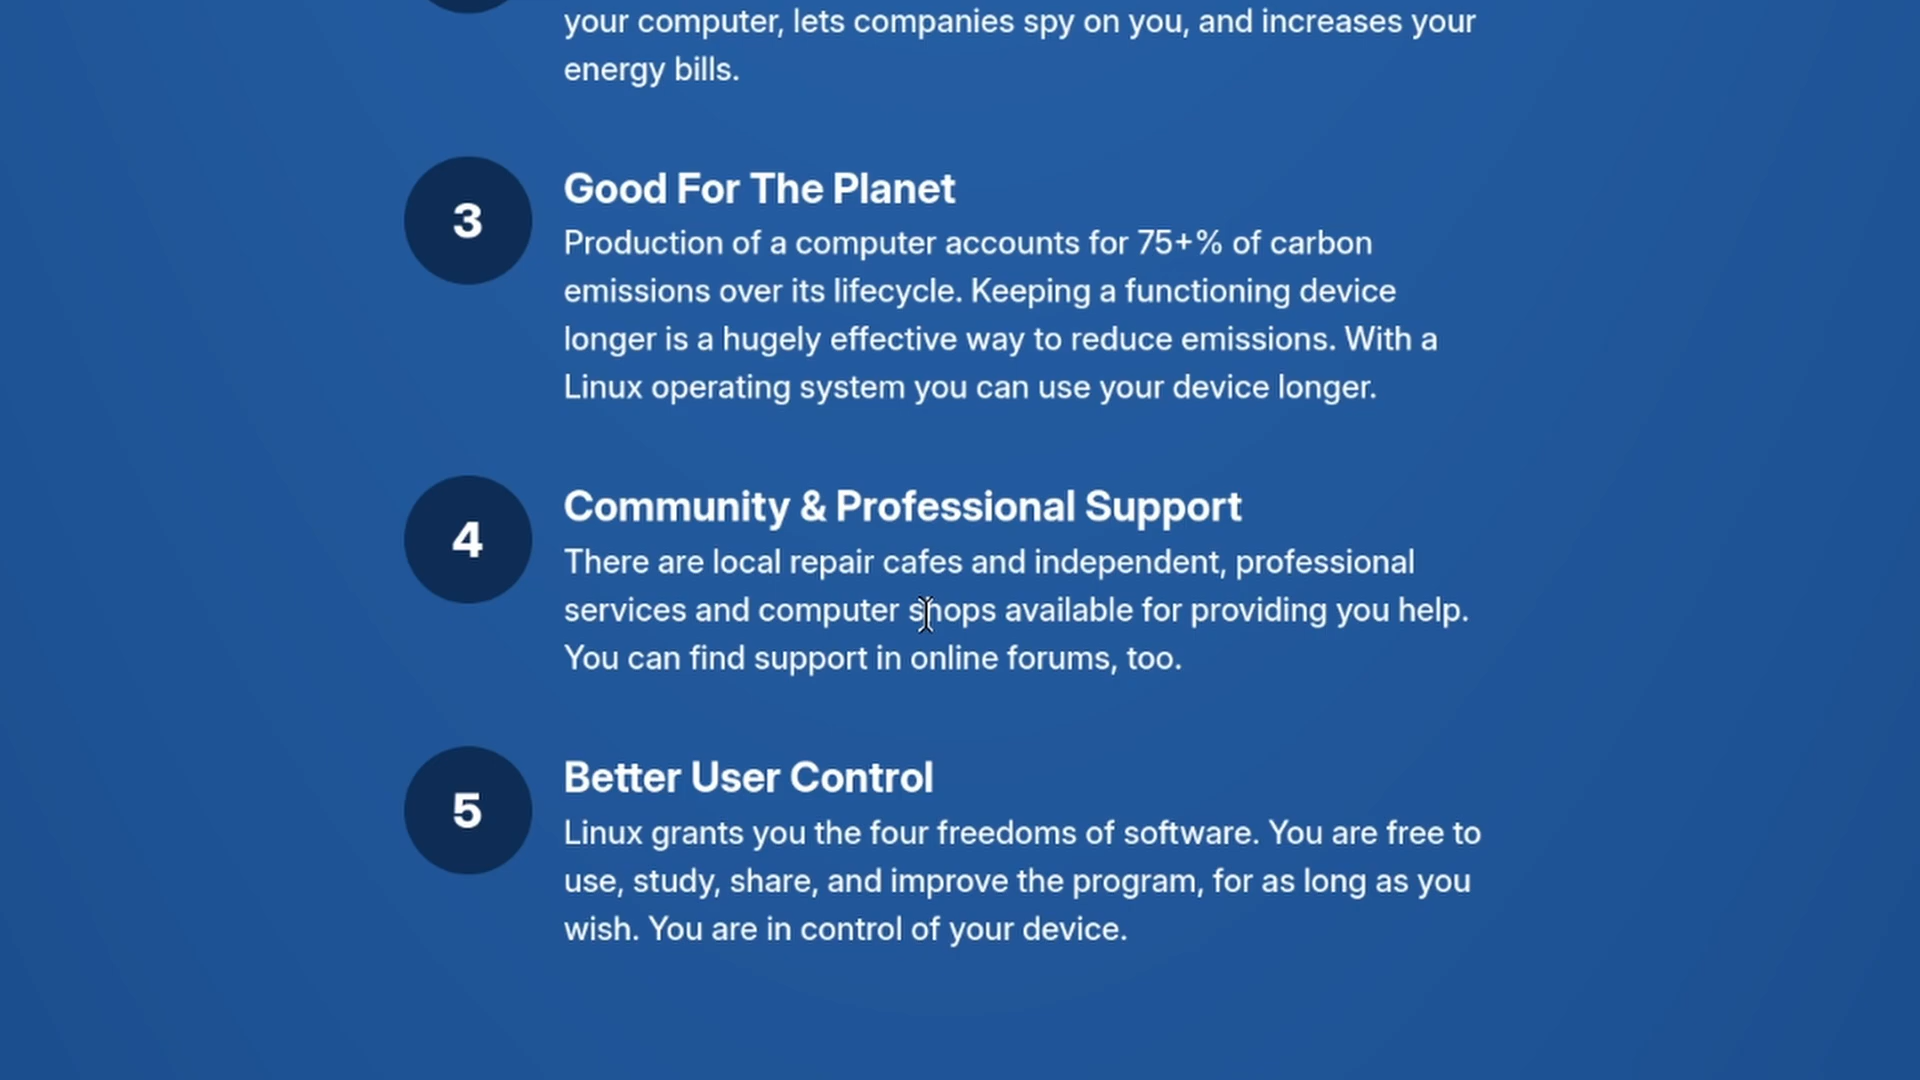 your computer, lets companies spy on you, and increases your
energy bills.
3
Good For The Planet
Production of a computer accounts for 75+% of carbon
emissions over its lifecycle. Keeping a functioning device
longer is a hugely effective way to reduce emissions. With a
Linux operating system you can use your device longer.
4
Community & Professional Support
There are local repair cafes and independent, professional
services and computer shops available for providing you help.
You can find support in online forums, too.
5
Better User Control
Linux grants you the four freedoms of software. You are free to
use, study, share, and improve the program, for as long as you
wish. You are in control of your device.